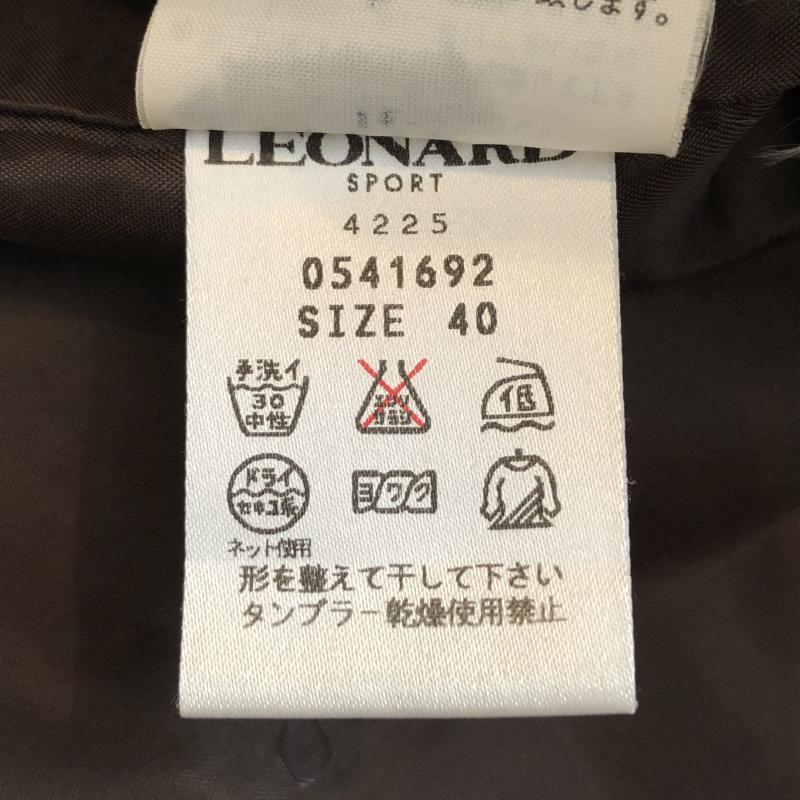 します。
LEONARD
SPORT
4225
0541692
SIZE 40
手洗イ
30
中性
エンソ
サラシ
低
ドライ
セキユ系
ヨワク
ネット使用
形を整えて干して下さい
タンブラー乾燥使用禁止